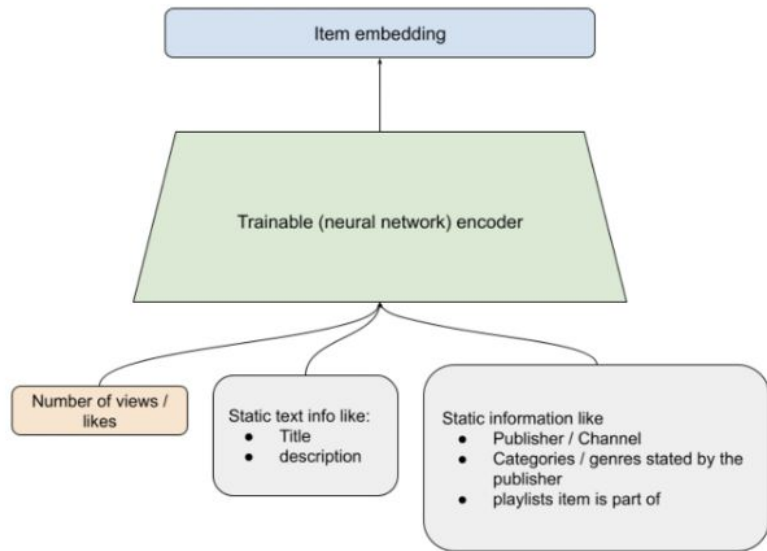 Item embedding
Trainable (neural network) encoder
Number of views /
likes
Static text info like:
● Title
● description
Static information like
● Publisher / Channel
● Categories / genres stated by the
publisher
● playlists item is part of